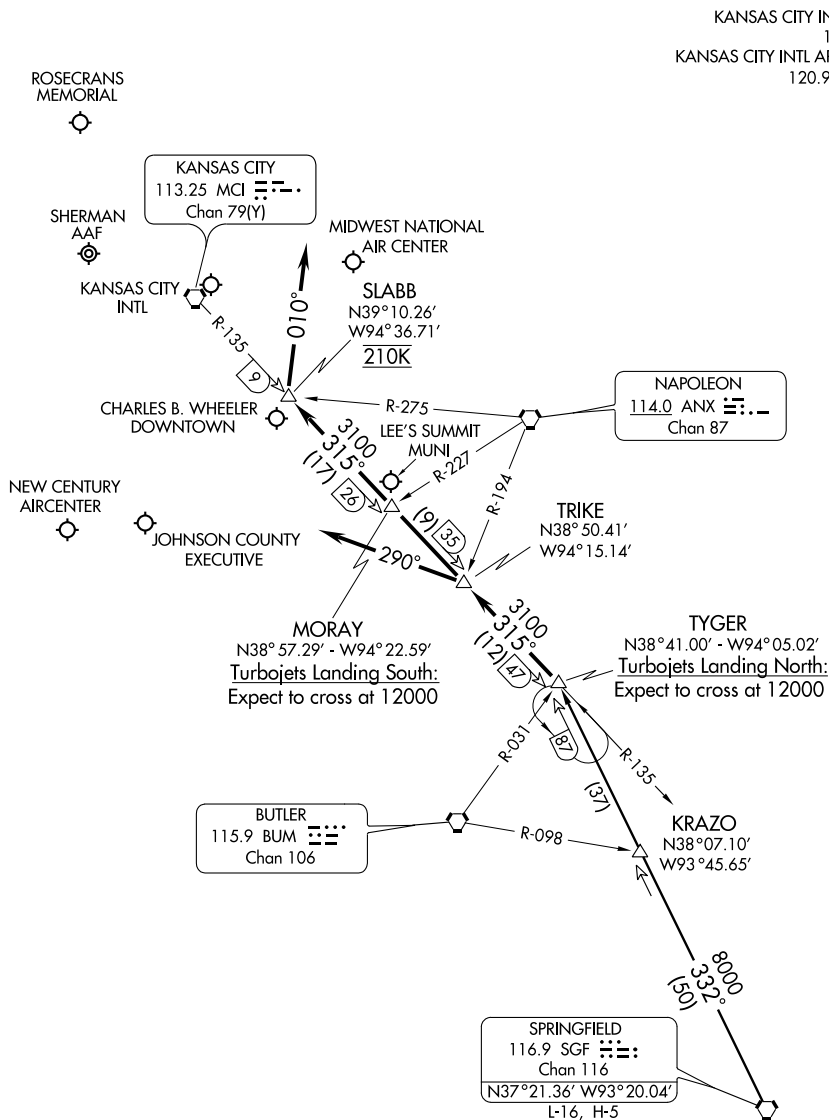 KANSAS CITY IN
1
KANSAS CITY INTL AR
120.9
ROSECRANS
MEMORIAL
KANSAS CITY
113.25 MCI
Chan 79(Y)
SHERMAN
AAF
MIDWEST NATIONAL
AIR CENTER
KANSAS CITY
INTL
010°
SLABB
N39°10.26'
W94°36.71'
210K
R-135
9
NAPOLEON
114.0 ANX
Chan 87
R-275
CHARLES B. WHEELER
DOWNTOWN
LEE'S SUMMIT
MUNI
3100
315°
(17)
26
R-227
R-194
NEW CENTURY
AIRCENTER
JOHNSON COUNTY
EXECUTIVE
290°
(9)
35
TRIKE
N38°50.41'
W94°15.14'
MORAY
N38°57.29' - W94°22.59'
Turbojets Landing South:
Expect to cross at 12000
3100
315°
(12)
47
TYGER
N38°41.00' - W94°05.02'
Turbojets Landing North:
Expect to cross at 12000
R-031
87
R-135
(37)
BUTLER
115.9 BUM
Chan 106
R-098
KRAZO
N38°07.10'
W93°45.65'
8000
332°
(50)
SPRINGFIELD
116.9 SGF
Chan 116
N37°21.36' W93°20.04'
L-16, H-5